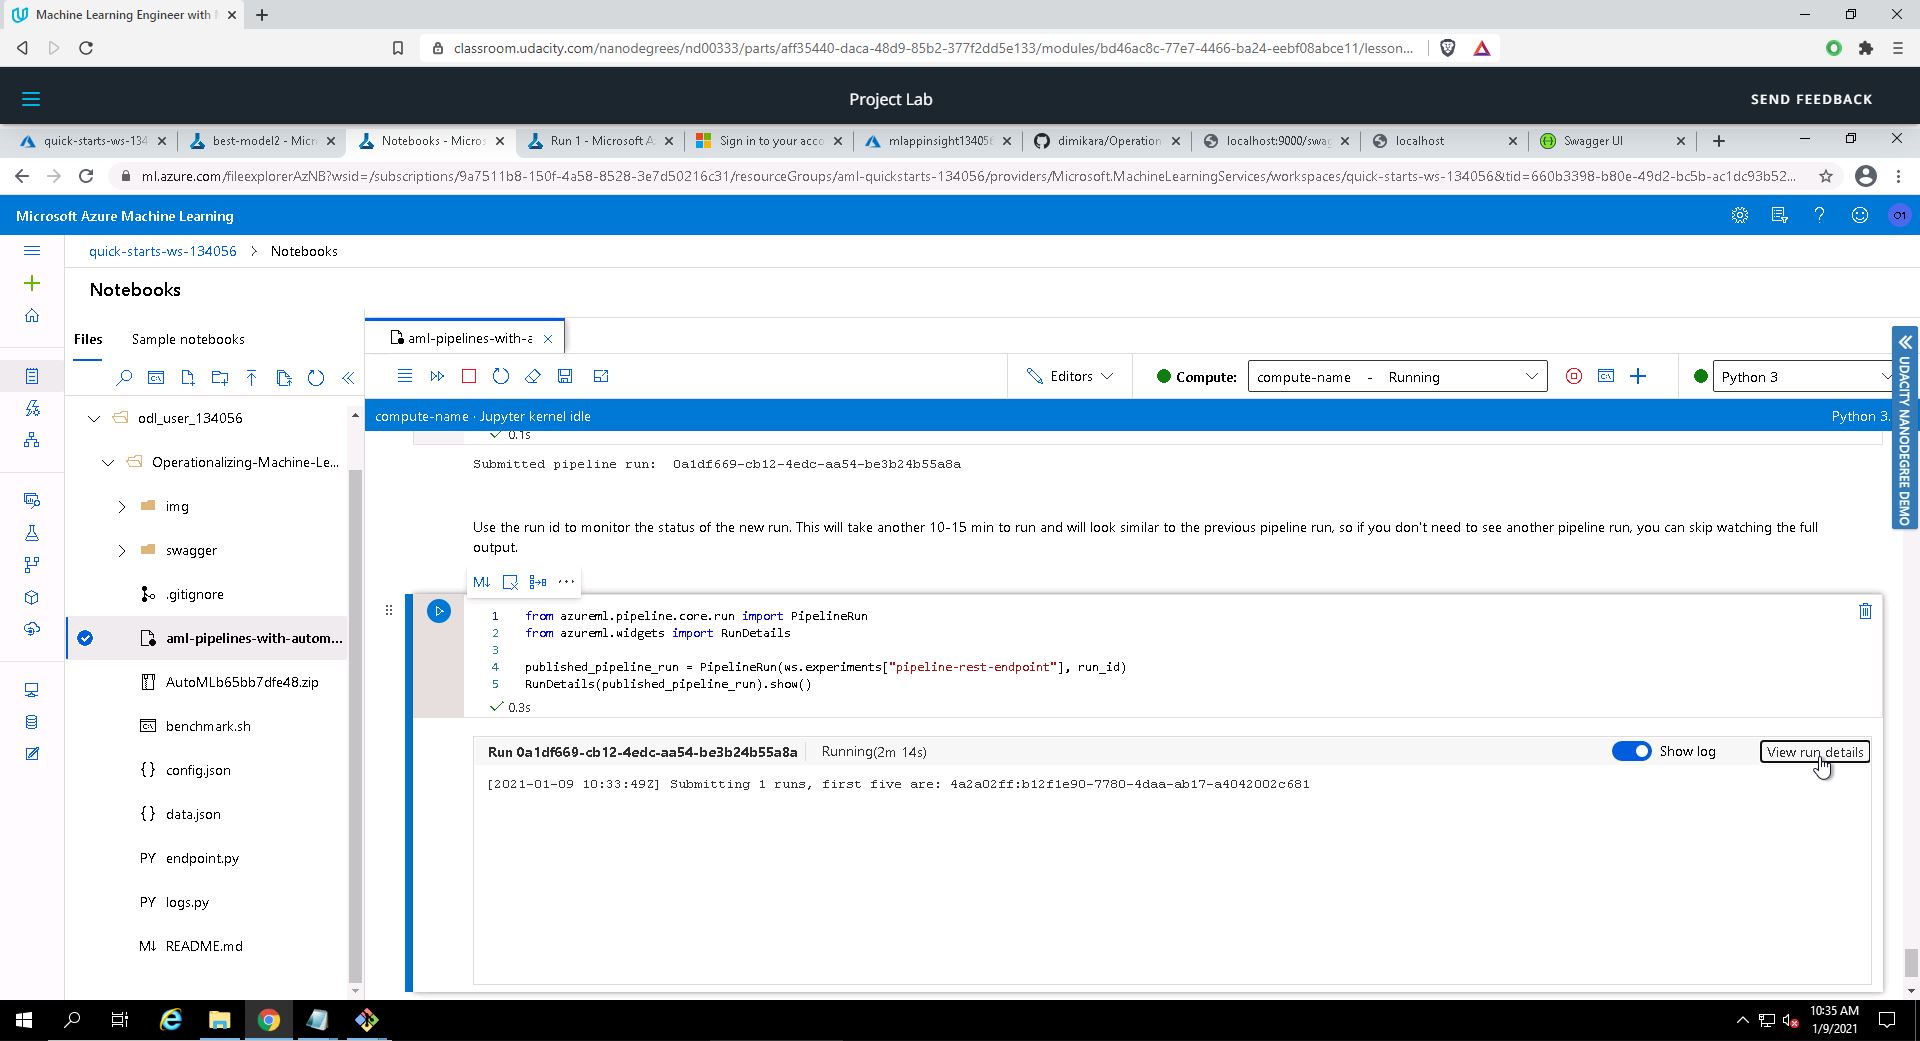 Machine Learning Engineer with
classroom.udacity.com/nanodegrees/nd00333/parts/aff35440-daca-48d9-85b2-377f2dd5e133/modules/bd46ac8c-77e7-4466-ba24-eebf08abce11/lesson...
Project Lab
SEND FEEDBACK
quick-starts-ws-134
best-model2 - Micr
Notebooks - Micros
Run 1 - Microsoft A
Sign in to your acco
mlappinsight134056
dimikara/Operation
localhost:9000/swag
localhost
Swagger UI
ml.azure.com/fileexplorerAzNB?wsid=/subscriptions/9a7511b8-150f-4a58-8528-3e7d50216c31/resourceGroups/aml-quickstarts-134056/providers/Microsoft.MachineLearningServices/workspaces/quick-starts-ws-134056&tid=660b3398-b80e-49d2-bc5b-ac1dc93b52...
Microsoft Azure Machine Learning
O1
quick-starts-ws-134056 > Notebooks
Notebooks
Files
Sample notebooks
aml-pipelines-with-a
Editors
Compute:
compute-name - Running
Python 3
compute-name · Jupyter kernel idle
Python 3.
UDACITY NANODEGREE DEMO
odl_user_134056
Operationalizing-Machine-Le...
img
swagger
.gitignore
aml-pipelines-with-autom...
AutoMLb65bb7dfe48.zip
benchmark.sh
{} config.json
{} data.json
PY endpoint.py
PY logs.py
M↓ README.md
0.1s
Submitted pipeline run: 0a1df669-cb12-4edc-aa54-be3b24b55a8a
Use the run id to monitor the status of the new run. This will take another 10-15 min to run and will look similar to the previous pipeline run, so if you don't need to see another pipeline run, you can skip watching the full
output.
M↓
1 from azureml.pipeline.core.run import PipelineRun
2 from azureml.widgets import RunDetails
3
4 published_pipeline_run = PipelineRun(ws.experiments["pipeline-rest-endpoint"], run_id)
5 RunDetails(published_pipeline_run).show()
0.3s
Run 0a1df669-cb12-4edc-aa54-be3b24b55a8a
Running(2m 14s)
Show log
View run details
[2021-01-09 10:33:49Z] Submitting 1 runs, first five are: 4a2a02ff:b12f1e90-7780-4daa-ab17-a4042002c681
10:35 AM
1/9/2021